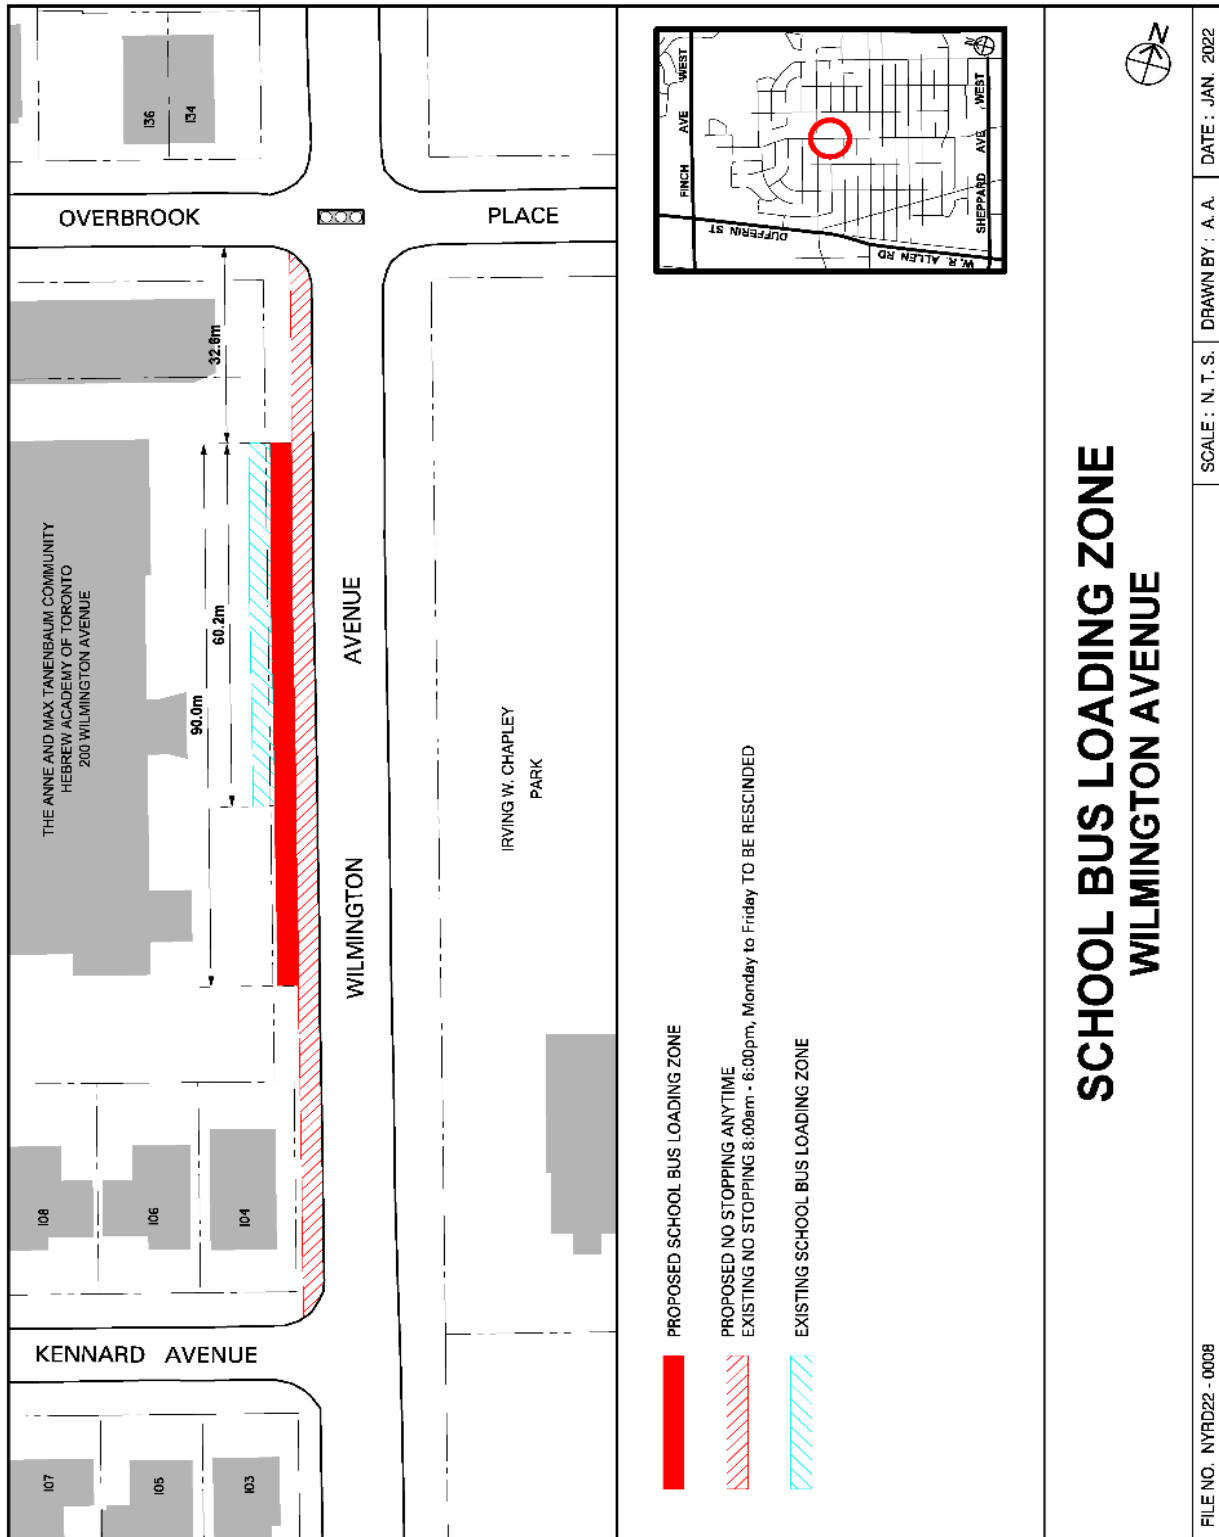 136
134
OVERBROOK PLACE
32.6m
THE ANNE AND MAX TANENBAUM COMMUNITY
HEBREW ACADEMY OF TORONTO
200 WILMINGTON AVENUE
60.2m
90.0m
WILMINGTON AVENUE
IRVING W. CHAPLEY
PARK
108
106
104
KENNARD AVENUE
107
105
103
FINCH AVE WEST
SHEPPARD AVE WEST
DUFFERIN ST
W. R. ALLEN RD
N
PROPOSED SCHOOL BUS LOADING ZONE
PROPOSED NO STOPPING ANYTIME
EXISTING NO STOPPING 8:00am - 6:00pm, Monday to Friday TO BE RESCINDED
EXISTING SCHOOL BUS LOADING ZONE
SCHOOL BUS LOADING ZONE
WILMINGTON AVENUE
N
FILE NO. NYRD22 - 0008
SCALE : N. T. S.
DRAWN BY : A. A.
DATE : JAN. 2022